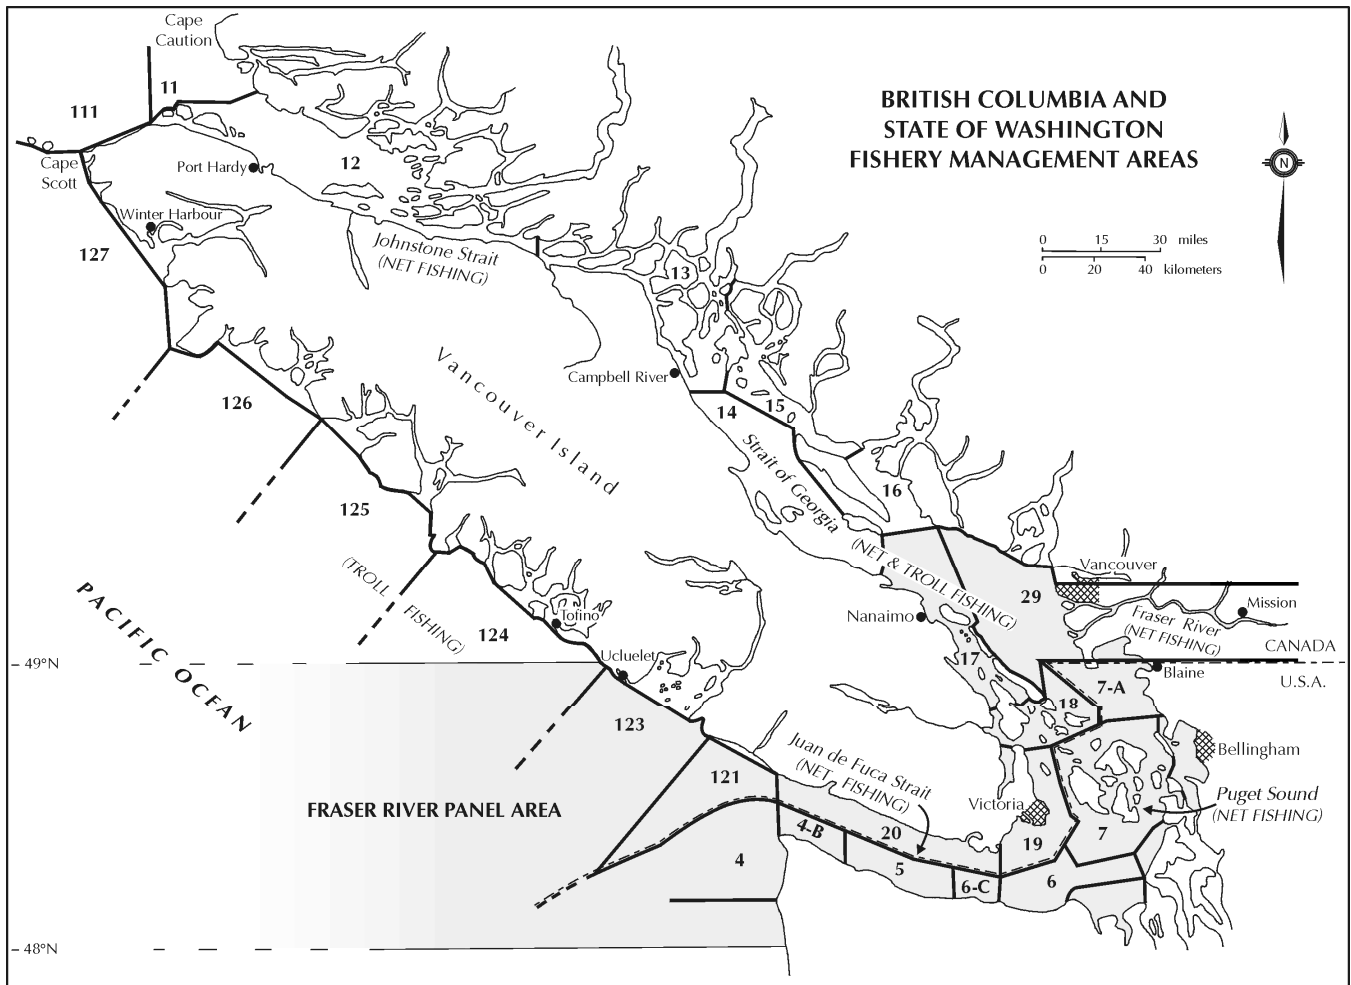 Cape
Caution
BRITISH COLUMBIA AND
STATE OF WASHINGTON
FISHERY MANAGEMENT AREAS
N
0 15 30 miles
0 20 40 kilometers
11
111
12
Cape
Scott
Port Hardy
Winter Harbour
127
Johnstone Strait
(NET FISHING)
13
Vancouver Island
Campbell River
126
14
15
Strait of Georgia
(NET & TROLL FISHING)
16
125
(TROLL FISHING)
PACIFIC OCEAN
124
Tofino
Ucluelet
Nanaimo
29
Vancouver
Mission
Fraser River
(NET FISHING)
CANADA
U.S.A.
49°N
17
Blaine
7-A
18
123
121
Juan de Fuca Strait
(NET FISHING)
Bellingham
FRASER RIVER PANEL AREA
Victoria
Puget Sound
(NET FISHING)
4-B
20
19
7
4
5
6-C
6
48°N